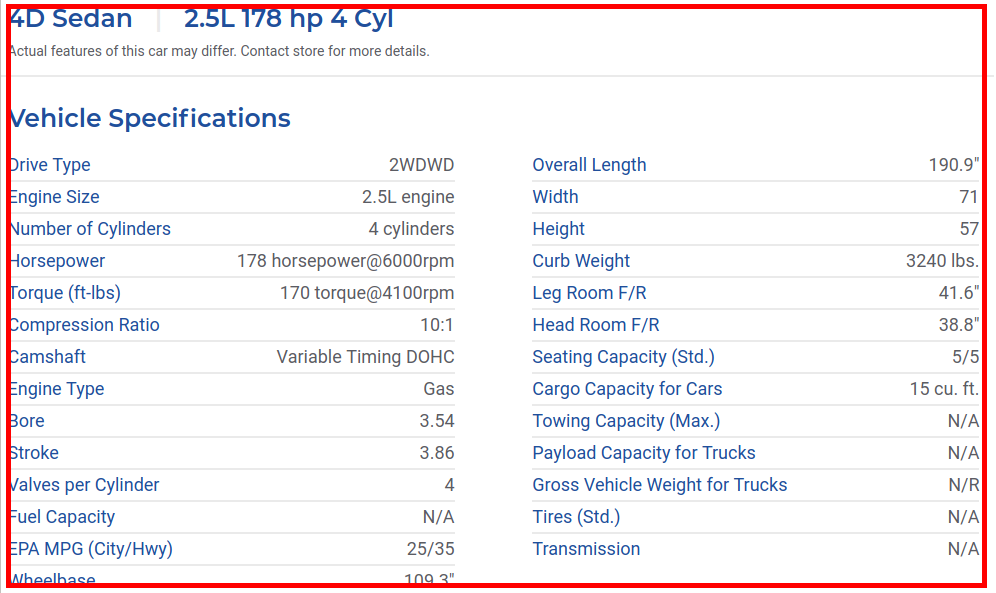 4D Sedan 2.5L 178 hp 4 Cyl
Actual features of this car may differ. Contact store for more details.
Vehicle Specifications
Drive Type 2WDWD
Engine Size 2.5L engine
Number of Cylinders 4 cylinders
Horsepower 178 horsepower@6000rpm
Torque (ft-lbs) 170 torque@4100rpm
Compression Ratio 10:1
Camshaft Variable Timing DOHC
Engine Type Gas
Bore 3.54
Stroke 3.86
Valves per Cylinder 4
Fuel Capacity N/A
EPA MPG (City/Hwy) 25/35
Wheelbase 109.3"
Overall Length 190.9"
Width 71
Height 57
Curb Weight 3240 lbs.
Leg Room F/R 41.6"
Head Room F/R 38.8"
Seating Capacity (Std.) 5/5
Cargo Capacity for Cars 15 cu. ft.
Towing Capacity (Max.) N/A
Payload Capacity for Trucks N/A
Gross Vehicle Weight for Trucks N/R
Tires (Std.) N/A
Transmission N/A